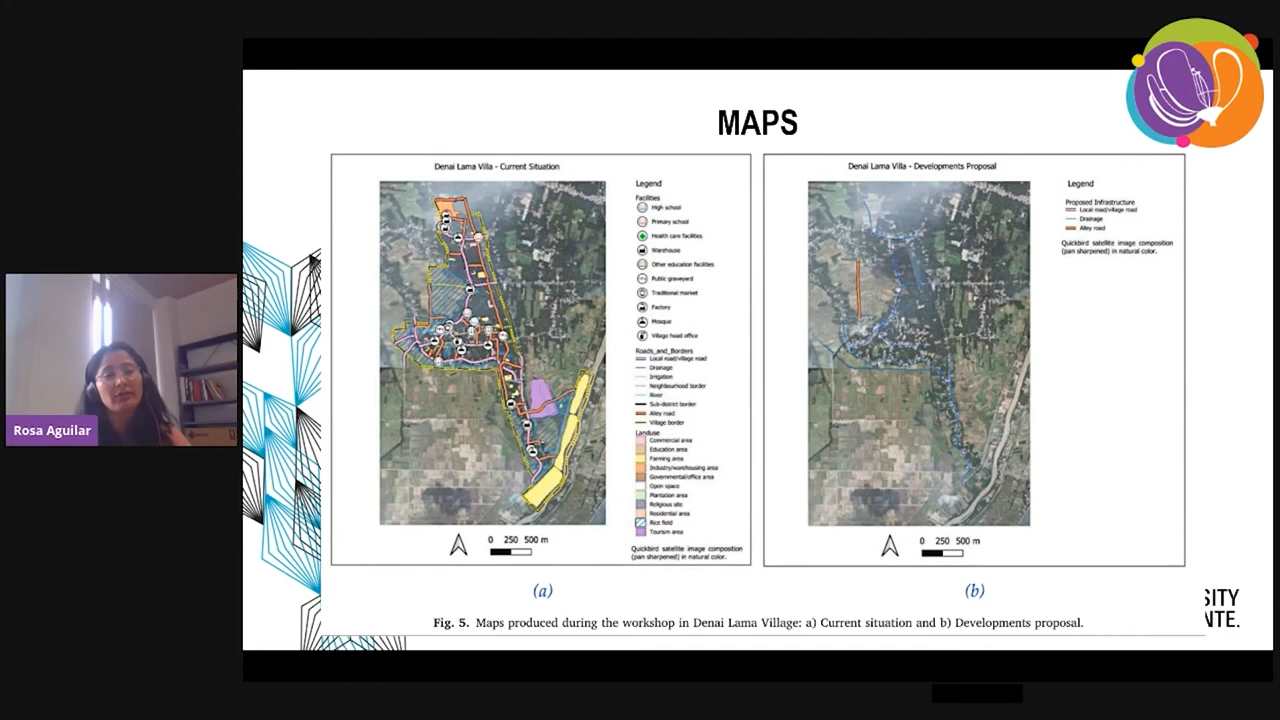 MAPS
Denai Lama Villa - Current Situation
Legend
Facilities
High school
Primary school
Health care facilities
Warehouse
Other education facilities
Public graveyard
Traditional market
Factory
Mosque
Village head office
Roads_and_Borders
Local road/village road
Drainage
Irrigation
Neighbourhood border
River
Sub-district border
Alley road
Village border
Landuse
Commercial area
Education area
Farming area
Industry/warehousing area
Governmental/office area
Open space
Plantation area
Religious site
Residential area
Rice field
Tourism area
Quickbird satellite image composition
(pan sharpened) in natural color.
0 250 500 m
(a)
Denai Lama Villa - Developments Proposal
Legend
Proposed Infrastructure
Local road/village road
Drainage
Alley road
Quickbird satellite image composition
(pan sharpened) in natural color.
0 250 500 m
(b)
Fig. 5. Maps produced during the workshop in Denai Lama Village: a) Current situation and b) Developments proposal.
SITY
NTE.
Rosa Aguilar